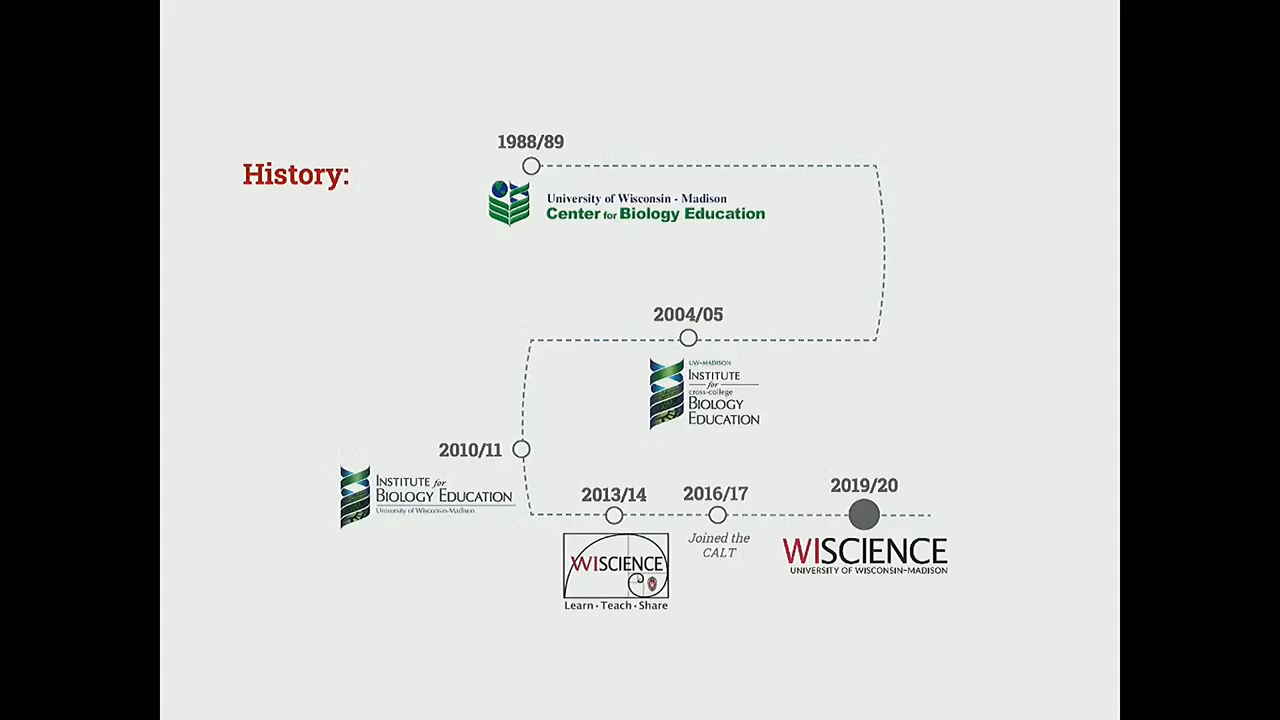 History:
1988/89
University of Wisconsin - Madison
Center for Biology Education
2004/05
UW-MADISON
INSTITUTE
for
cross-college
BIOLOGY
EDUCATION
2010/11
INSTITUTE for
BIOLOGY EDUCATION
University of Wisconsin-Madison
2013/14
WISCIENCE
Learn · Teach · Share
2016/17
Joined the
CALT
2019/20
WISCIENCE
UNIVERSITY OF WISCONSIN–MADISON